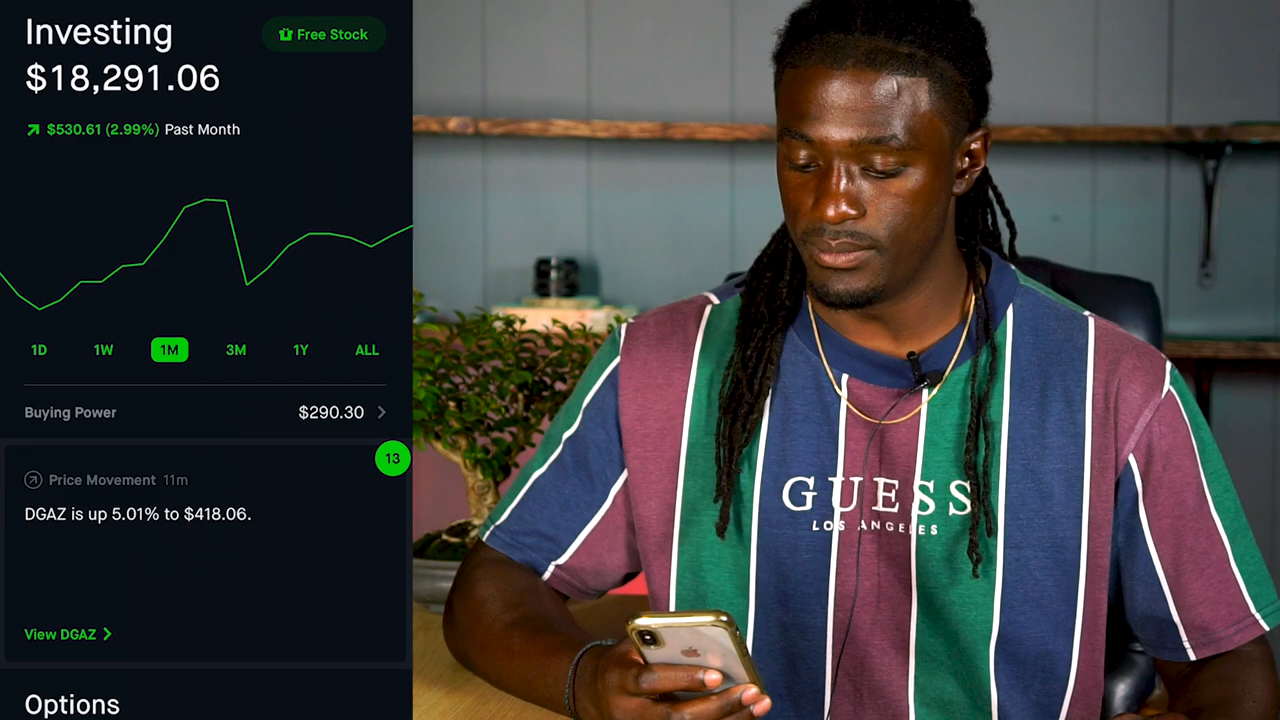 Investing
Free Stock
$18,291.06
$530.61 (2.99%) Past Month
1D 1W 1M 3M 1Y ALL
Buying Power $290.30
13
Price Movement 11m
DGAZ is up 5.01% to $418.06.
View DGAZ
Options
GUESS
LOS ANGELES